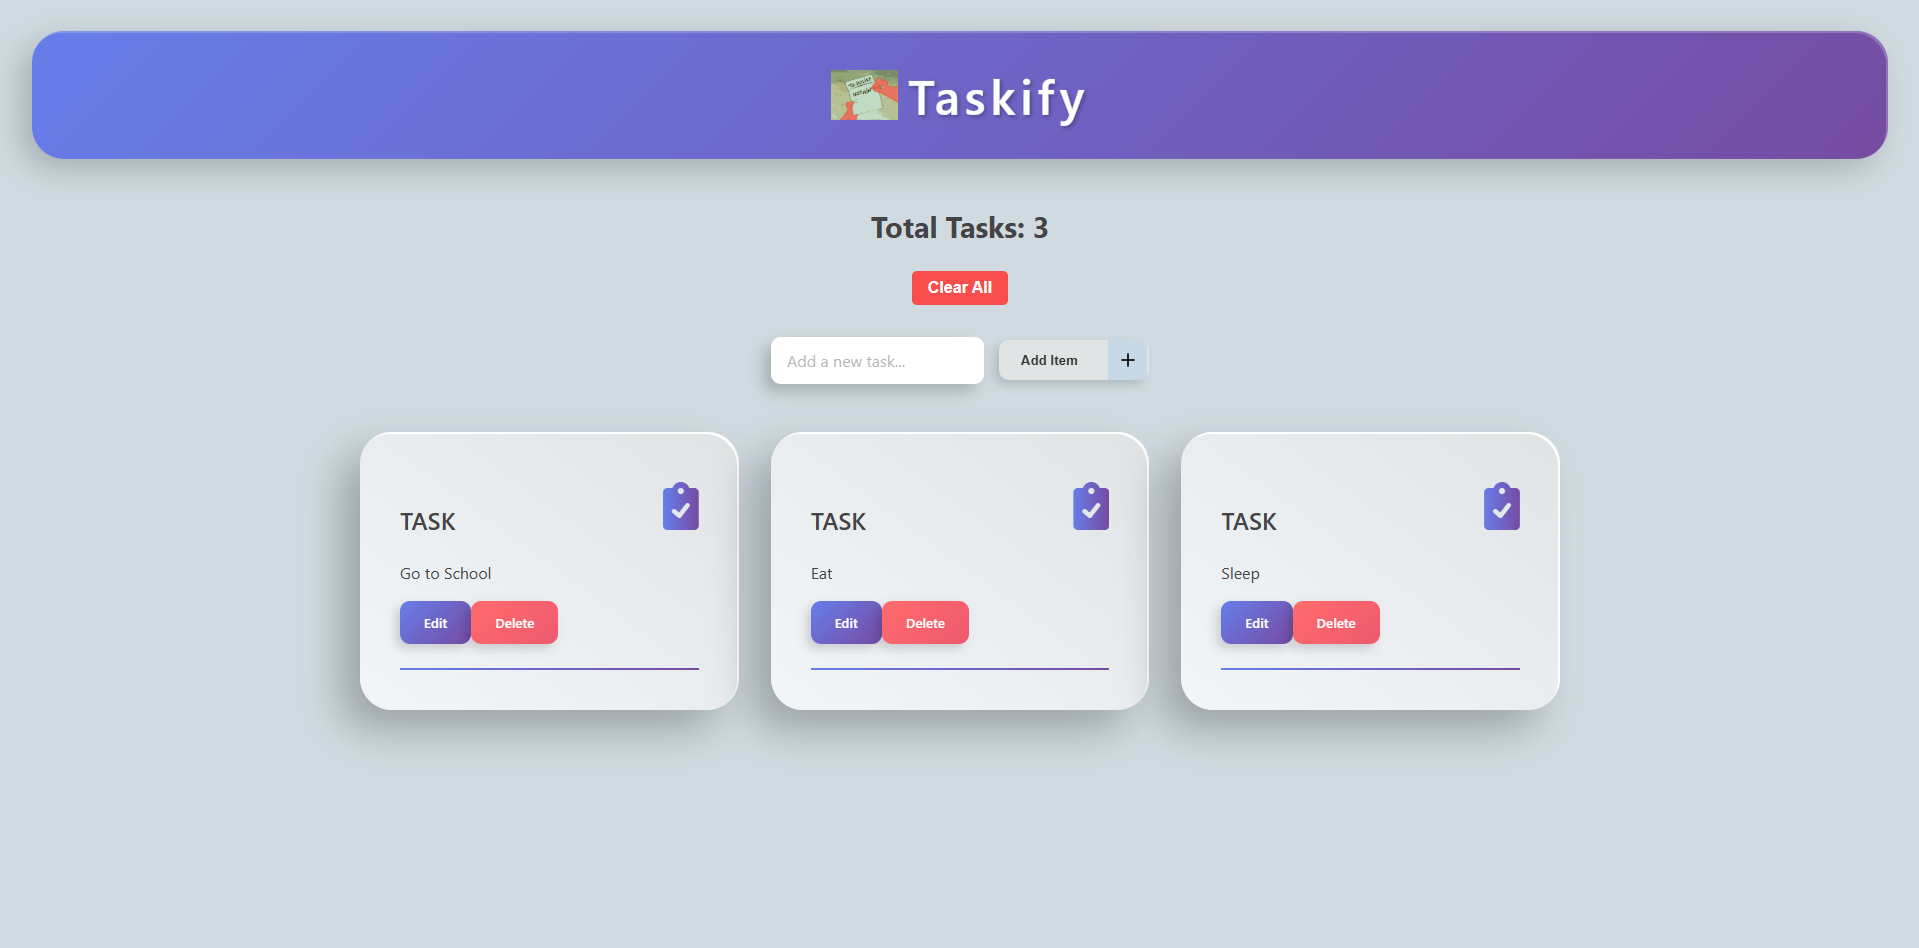 Taskify
Total Tasks: 3
Clear All
Add a new task...
Add Item
TASK
Go to School
Edit
Delete
TASK
Eat
Edit
Delete
TASK
Sleep
Edit
Delete